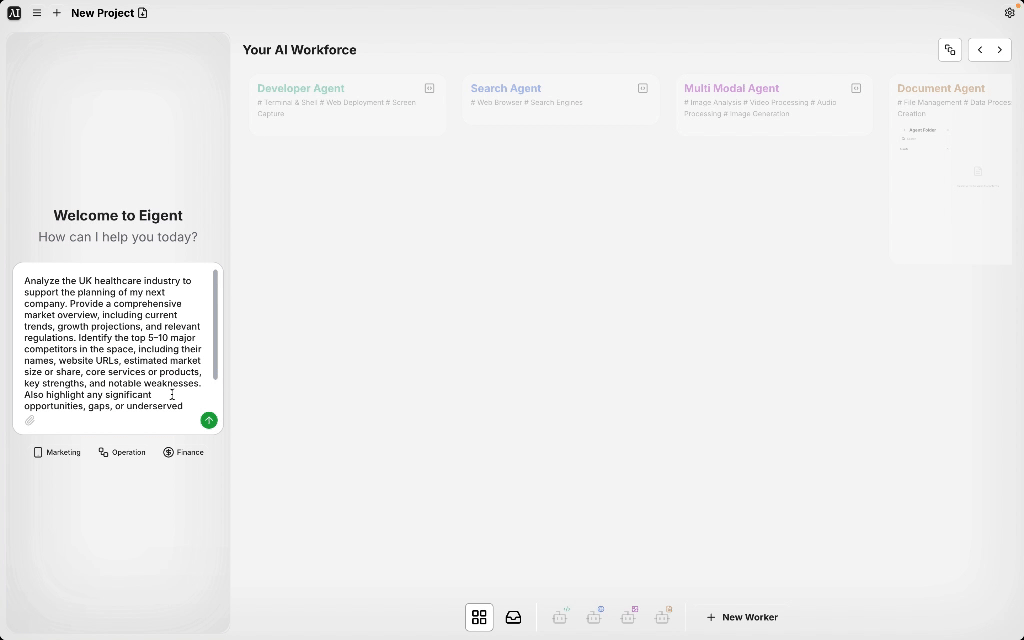 New Project
Your AI Workforce
Developer Agent
# Terminal & Shell # Web Deployment # Screen
Capture
Search Agent
# Web Browser # Search Engines
Multi Modal Agent
# Image Analysis # Video Processing # Audio
Processing # Image Generation
Document Agent
# File Management # Data Proces
Creation
Agent Folder
Welcome to Eigent
How can I help you today?
Analyze the UK healthcare industry to
support the planning of my next
company. Provide a comprehensive
market overview, including current
trends, growth projections, and relevant
regulations. Identify the top 5–10 major
competitors in the space, including their
names, website URLs, estimated market
size or share, core services or products,
key strengths, and notable weaknesses.
Also highlight any significant
opportunities, gaps, or underserved
Marketing
Operation
Finance
New Worker